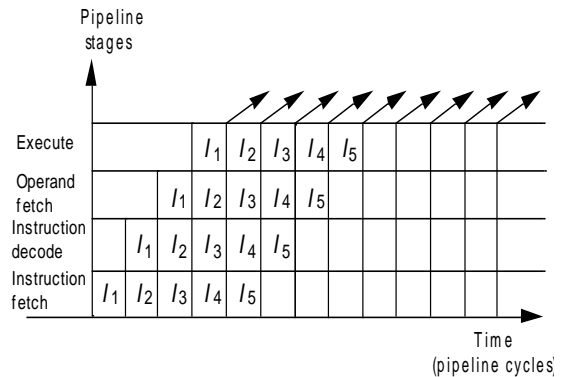 Pipeline
stages
Execute I1 I2 I3 I4 I5
Operand
fetch I1 I2 I3 I4 I5
Instruction
decode I1 I2 I3 I4 I5
Instruction
fetch I1 I2 I3 I4 I5
Time
(pipeline cycles)